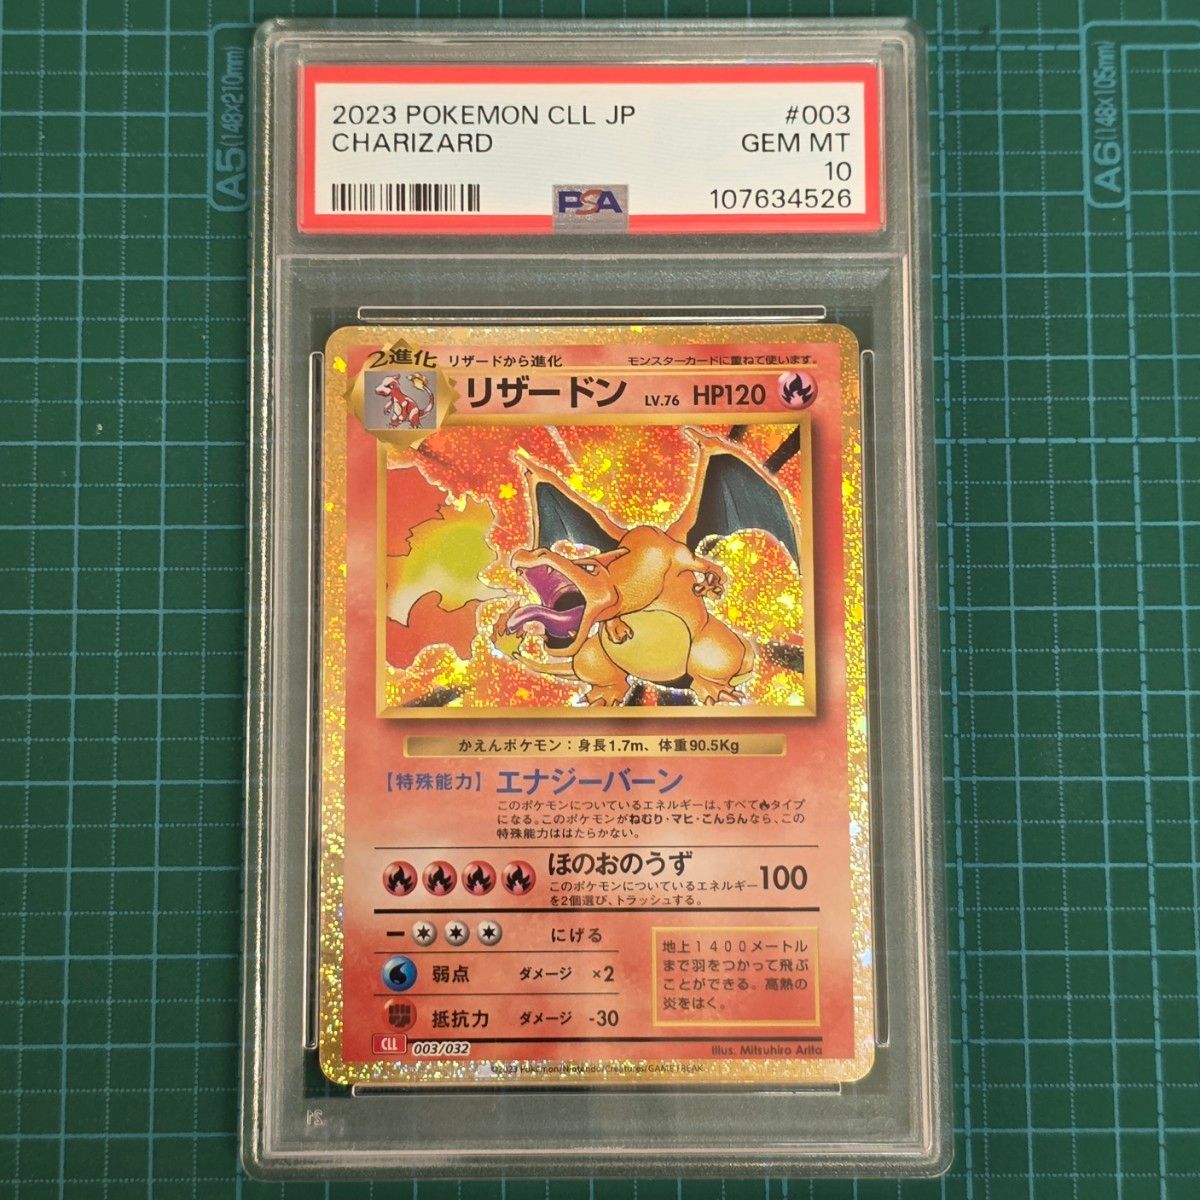 A5(148x210mm)
A6(148x105mm)
2023 POKEMON CLL JP #003
CHARIZARD GEM MT
10
PSA 107634526
2進化 リザードから進化 モンスターカードに重ねて使います。
リザードン LV.76 HP120
かえんポケモン：身長1.7m、体重90.5Kg
【特殊能力】エナジーバーン
このポケモンについているエネルギーは、すべて🔥タイプ
になる。このポケモンがねむり・マヒ・こんらんなら、この
特殊能力ははたらかない。
ほのおのうず 100
このポケモンについているエネルギー
を2個選び、トラッシュする。
にげる
弱点 ダメージ ×2
抵抗力 ダメージ -30
地上1400メートル
まで羽をつかって飛ぶ
ことができる。高熱の
炎をはく。
CLL 003/032 Illus. Mitsuhiro Arita
©2023 Pokémon/Nintendo/Creatures/GAME FREAK